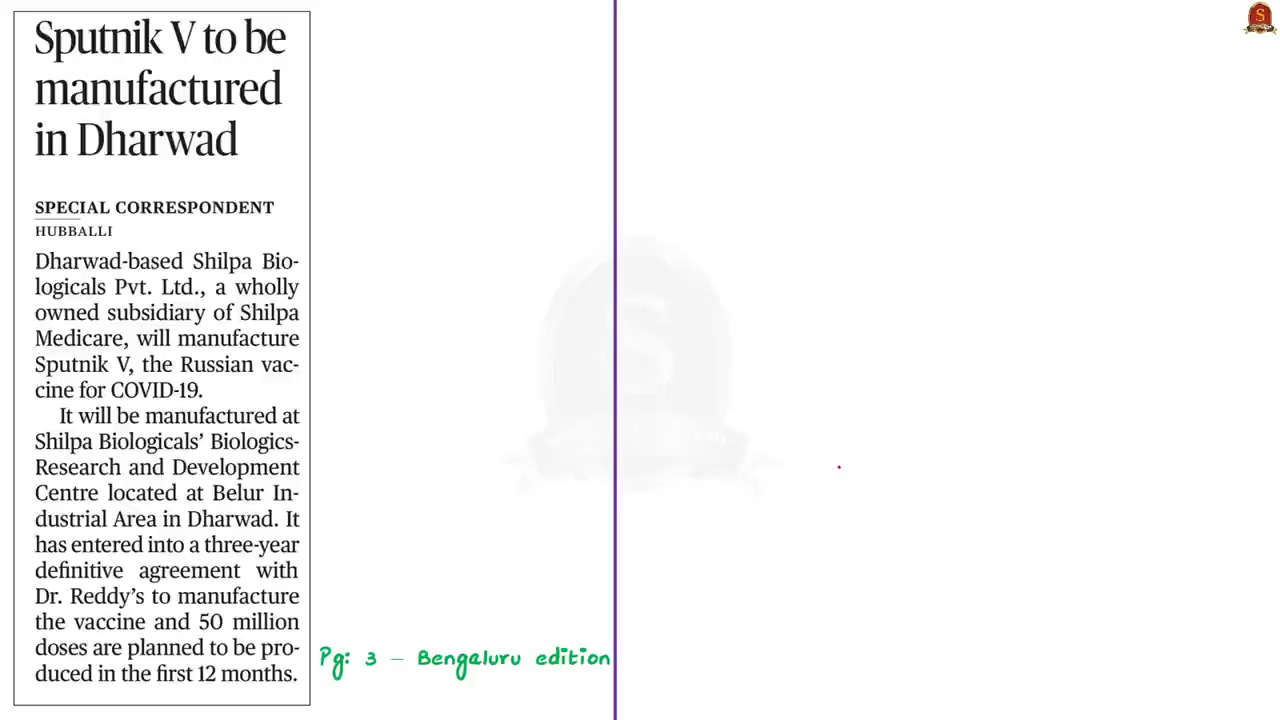 Sputnik V to be
manufactured
in Dharwad
SPECIAL CORRESPONDENT
HUBBALLI
Dharwad-based Shilpa Bio-
logicals Pvt. Ltd., a wholly
owned subsidiary of Shilpa
Medicare, will manufacture
Sputnik V, the Russian vac-
cine for COVID-19.
It will be manufactured at
Shilpa Biologicals' Biologics-
Research and Development
Centre located at Belur In-
dustrial Area in Dharwad. It
has entered into a three-year
definitive agreement with
Dr. Reddy's to manufacture
the vaccine and 50 million
doses are planned to be pro-
duced in the first 12 months.
Pg: 3 – Bengaluru edition
S